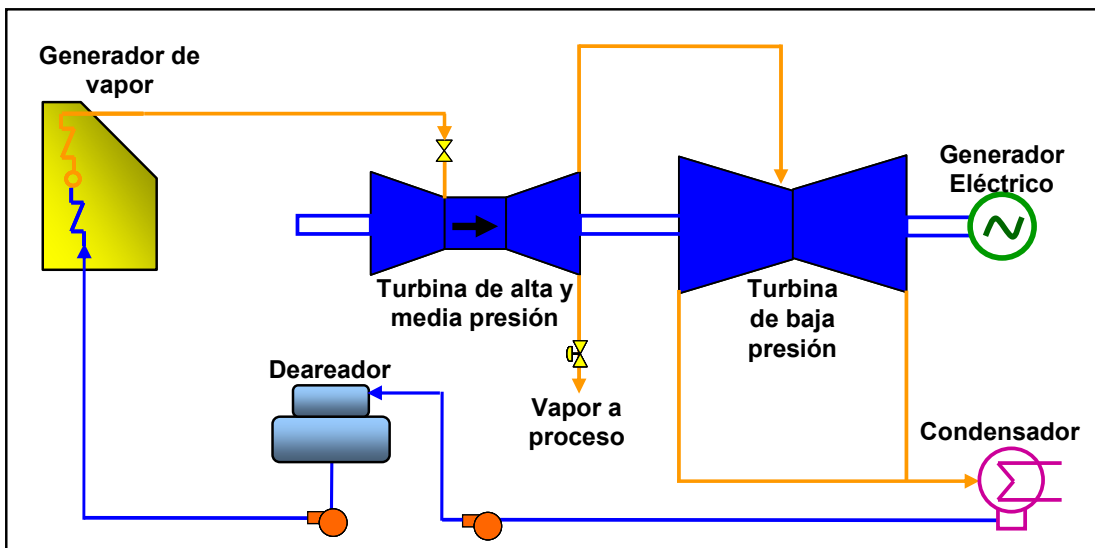 Generador de
vapor
Generador
Eléctrico
Turbina de alta y
media presión
Turbina
de baja
presión
Deareador
Vapor a
proceso
Condensador